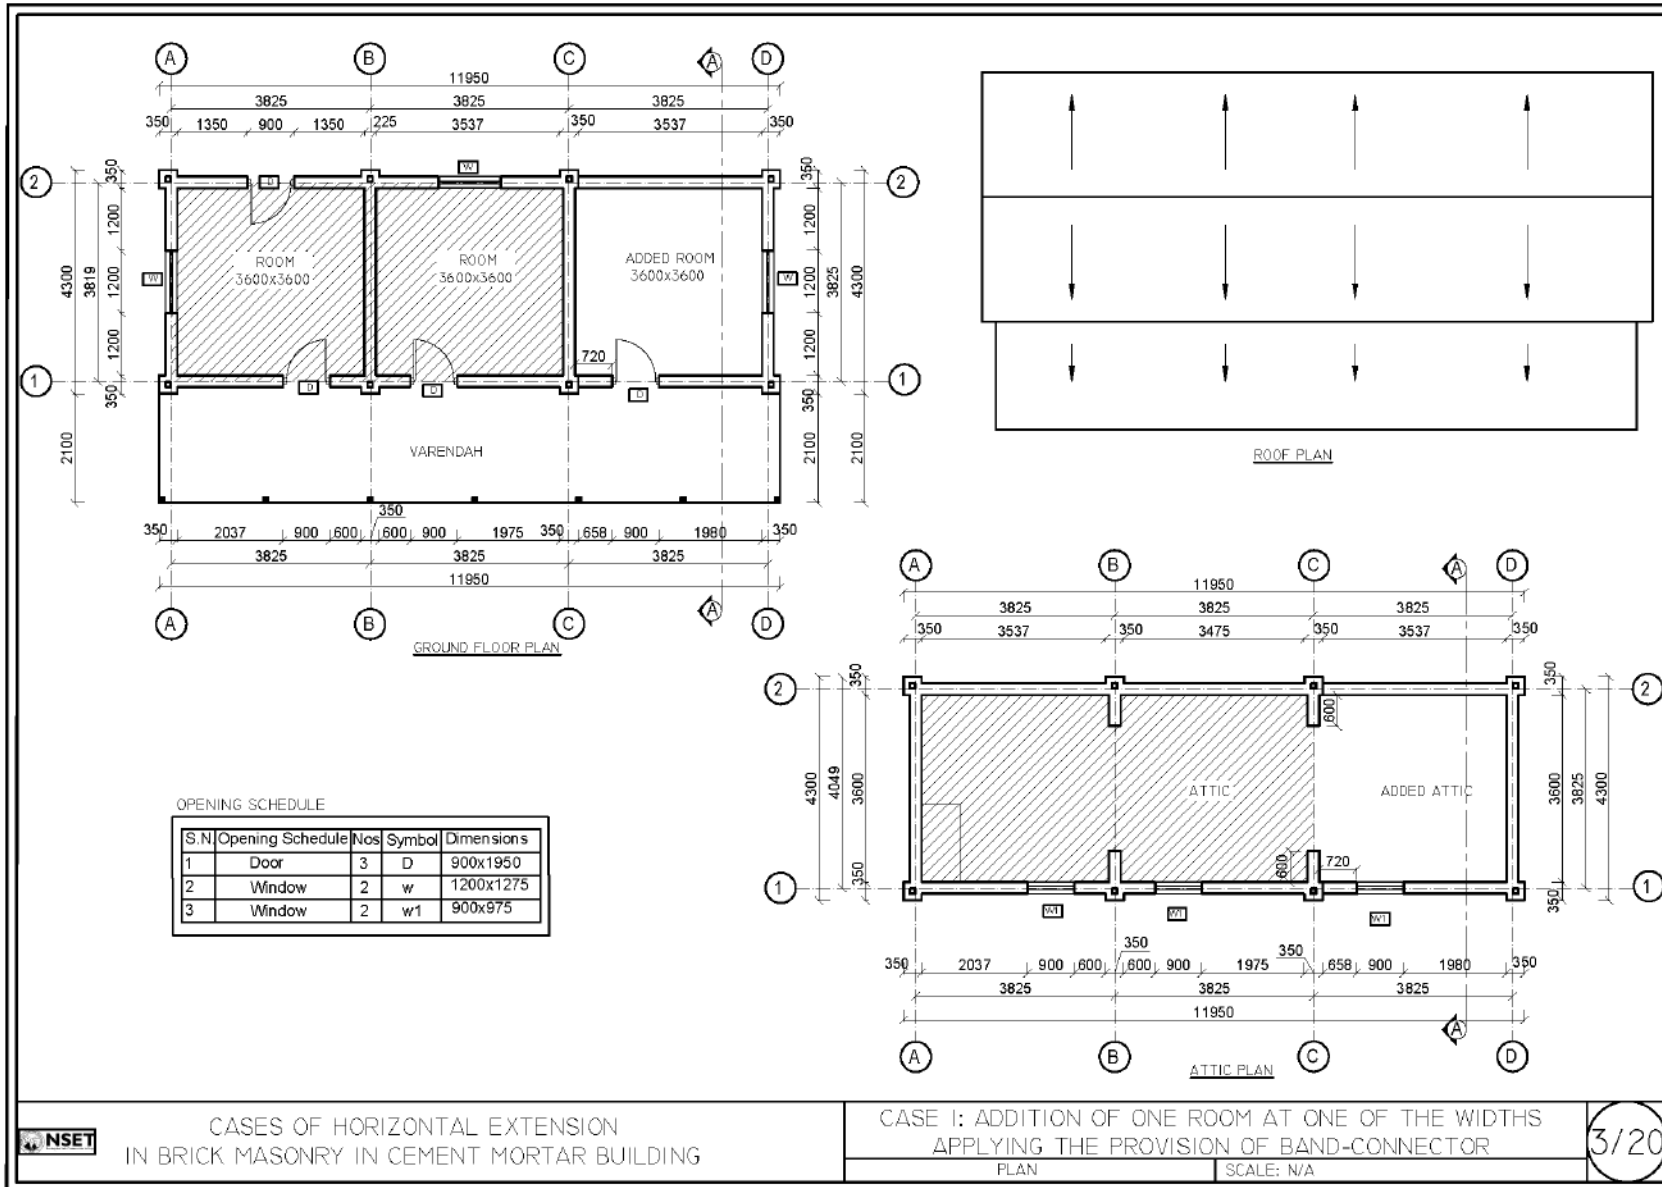 A B C A D
11950
3825 3825 3825
350 1350 900 1350 225 3537 350 3537 350
2 350 D W 350 2
1200 1200
ROOM
3600x3600
ROOM
3600x3600
ADDED ROOM
3600x3600
4300 3819 1200 W W 1200 3825 4300
1200 1200
720
1 D D D 1
350 350
2100 VARENDAH 2100 2100
350
350 2037 900 600 600 900 1975 350 658 900 1980 350
3825 3825 3825
11950
A B C A D
GROUND FLOOR PLAN
ROOF PLAN
A B C A D
11950
3825 3825 3825
350 3537 350 3475 350 3537 350
2 350 350 2
600
4300 4049 3600 ATTIC ADDED ATTIC 3600 3825 4300
600 720
1 350 350 1
W1 W1 W1
350 350
350 2037 900 600 600 900 1975 658 900 1980 350
3825 3825 3825
11950
A B C A D
ATTIC PLAN
OPENING SCHEDULE
S.N. Opening Schedule Nos Symbol Dimensions
1 Door 3 D 900x1950
2 Window 2 w 1200x1275
3 Window 2 w1 900x975
NSET
CASES OF HORIZONTAL EXTENSION
IN BRICK MASONRY IN CEMENT MORTAR BUILDING
CASE I: ADDITION OF ONE ROOM AT ONE OF THE WIDTHS
APPLYING THE PROVISION OF BAND-CONNECTOR
PLAN SCALE: N/A
3/20